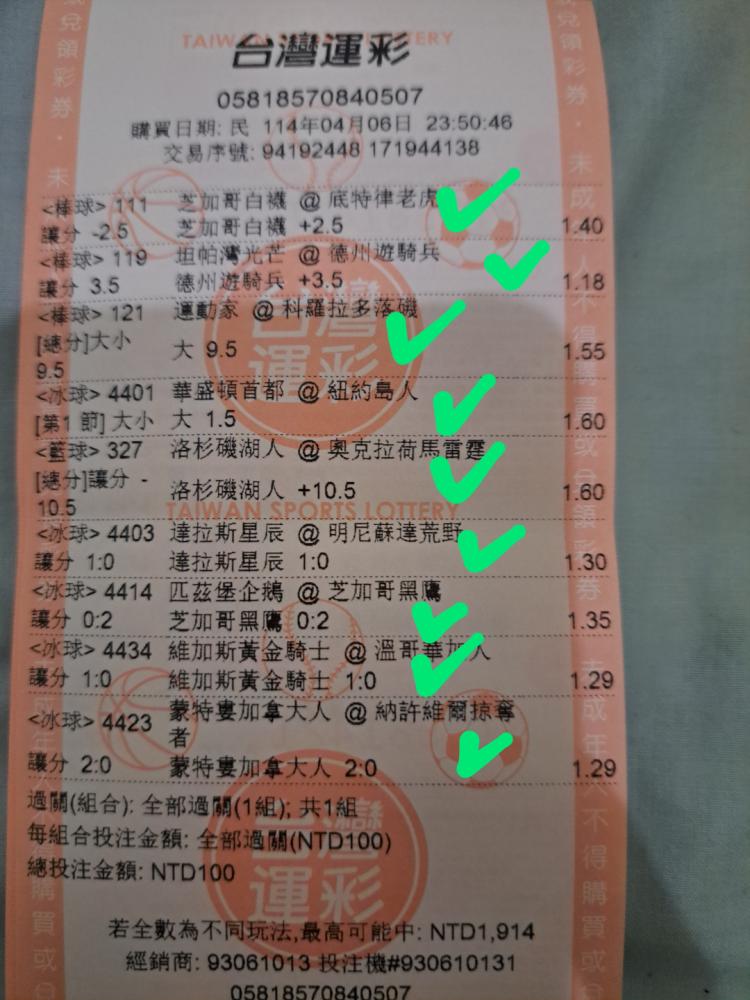 TAIWAN SPORTS LOTTERY
台灣運彩
05818570840507
購買日期: 民 114年04月06日 23:50:46
交易序號: 94192448 171944138
<棒球> 111 芝加哥白襪 @ 底特律老虎
讓分 -2.5 芝加哥白襪 +2.5 1.40
<棒球> 119 坦帕灣光芒 @ 德州遊騎兵
讓分 3.5 德州遊騎兵 +3.5 1.18
<棒球> 121 運動家 @ 科羅拉多落磯
[總分]大小 9.5 大 9.5 1.55
<冰球> 4401 華盛頓首都 @ 紐約島人
[第1 節] 大小 大 1.5 1.60
<籃球> 327 洛杉磯湖人 @ 奧克拉荷馬雷霆
[總分]讓分 -10.5 洛杉磯湖人 +10.5 1.60
TAIWAN SPORTS LOTTERY
<冰球> 4403 達拉斯星辰 @ 明尼蘇達荒野
讓分 1:0 達拉斯星辰 1:0 1.30
<冰球> 4414 匹茲堡企鵝 @ 芝加哥黑鷹
讓分 0:2 芝加哥黑鷹 0:2 1.35
<冰球> 4434 維加斯黃金騎士 @ 溫哥華加人
讓分 1:0 維加斯黃金騎士 1:0 1.29
<冰球> 4423 蒙特婁加拿大人 @ 納許維爾掠奪者
讓分 2:0 蒙特婁加拿大人 2:0 1.29
過關(組合): 全部過關(1組); 共1組
每組合投注金額: 全部過關(NTD100)
總投注金額: NTD100
若全數為不同玩法,最高可能中: NTD1,914
經銷商: 93061013 投注機#930610131
05818570840507
台灣運彩
台灣運彩